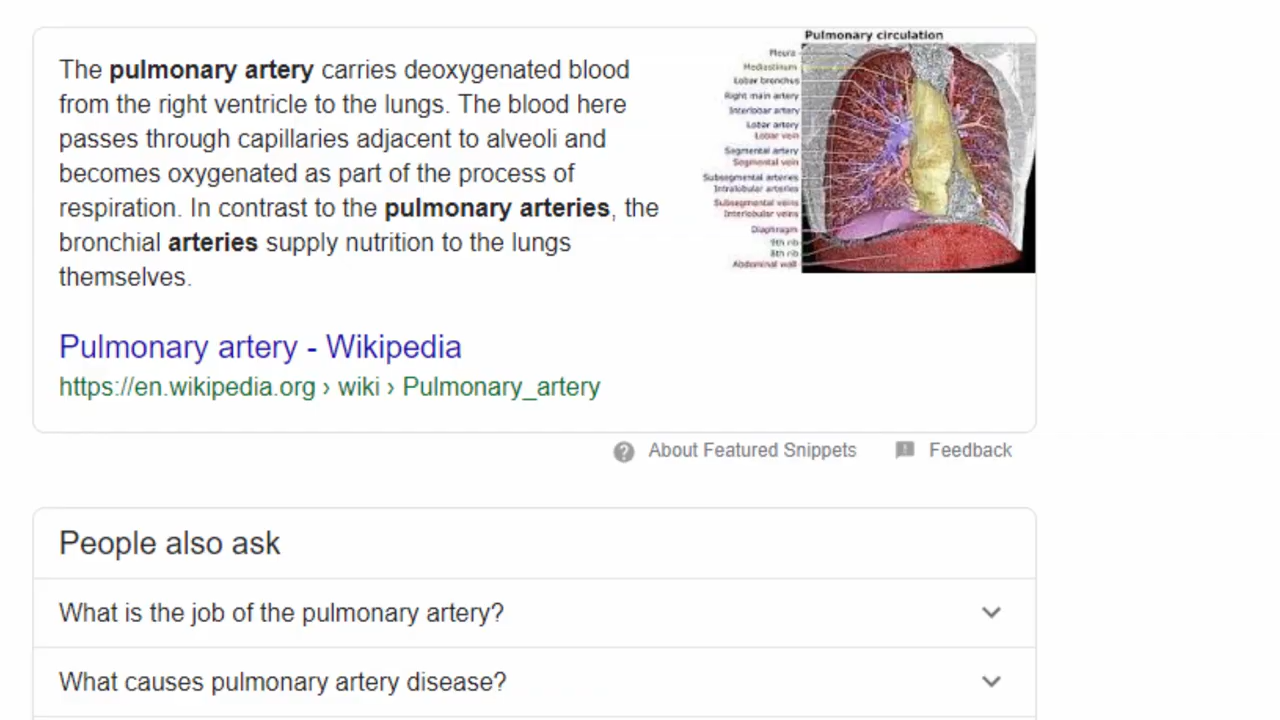 The pulmonary artery carries deoxygenated blood
from the right ventricle to the lungs. The blood here
passes through capillaries adjacent to alveoli and
becomes oxygenated as part of the process of
respiration. In contrast to the pulmonary arteries, the
bronchial arteries supply nutrition to the lungs
themselves.
Pulmonary circulation
Pleura
Mediastinum
Lobar bronchus
Right main artery
Interlobar artery
Lobar artery
Lobar vein
Segmental artery
Segmental vein
Subsegmental arteries
Intralobular arteries
Subsegmental veins
Interlobular veins
Diaphragm
9th rib
8th rib
Abdominal wall
Pulmonary artery - Wikipedia
https://en.wikipedia.org › wiki › Pulmonary_artery
About Featured Snippets
Feedback
People also ask
What is the job of the pulmonary artery?
What causes pulmonary artery disease?